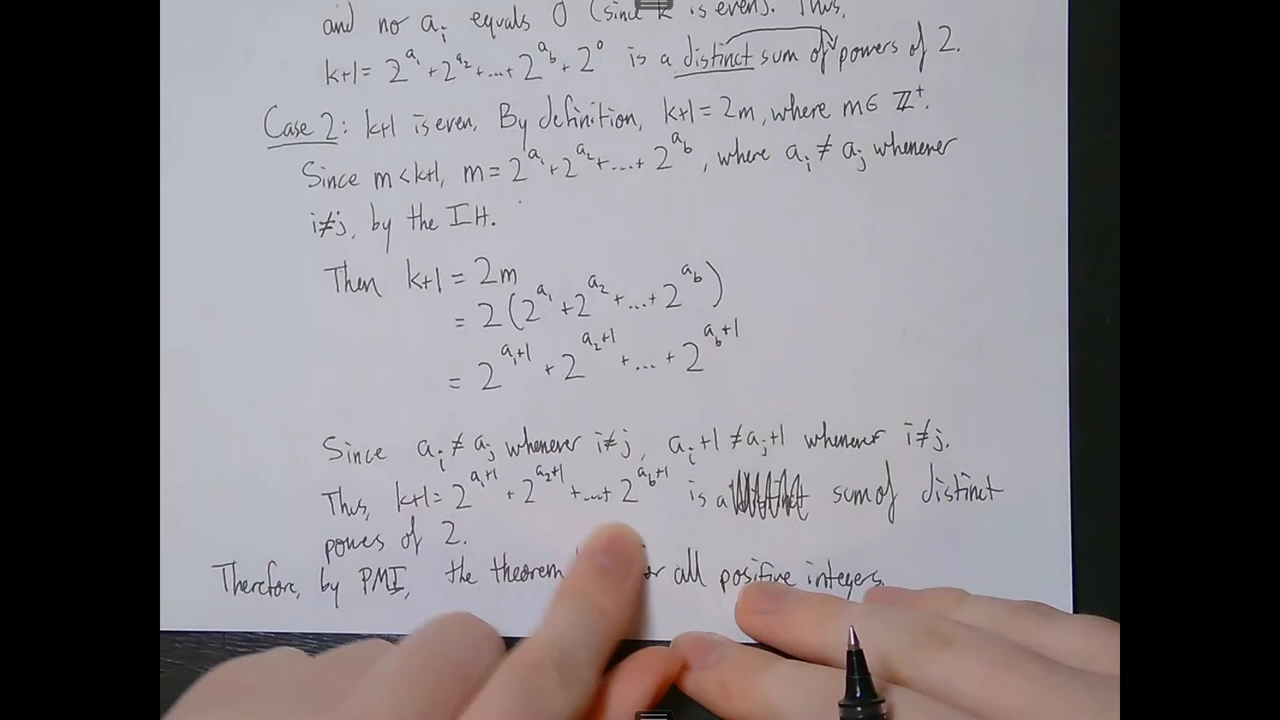 and no aᵢ equals 0 (since k is even). Thus,
k+1 = 2^a₁ + 2^a₂ + ... + 2^a_b + 2^0 is a distinct sum of powers of 2.
Case 2: k+1 is even. By definition, k+1 = 2m, where m ∈ ℤ⁺.
Since m < k+1, m = 2^a₁ + 2^a₂ + ... + 2^a_b, where aᵢ ≠ aⱼ whenever
i≠j, by the IH.
Then k+1 = 2m
= 2(2^a₁ + 2^a₂ + ... + 2^a_b)
= 2^(a₁+1) + 2^(a₂+1) + ... + 2^(a_b+1)
Since aᵢ ≠ aⱼ whenever i≠j, aᵢ+1 ≠ aⱼ+1 whenever i≠j.
Thus, k+1 = 2^(a₁+1) + 2^(a₂+1) + ... + 2^(a_b+1) is a sum of distinct
powers of 2.
Therefore, by PMI, the theorem all positive integers.